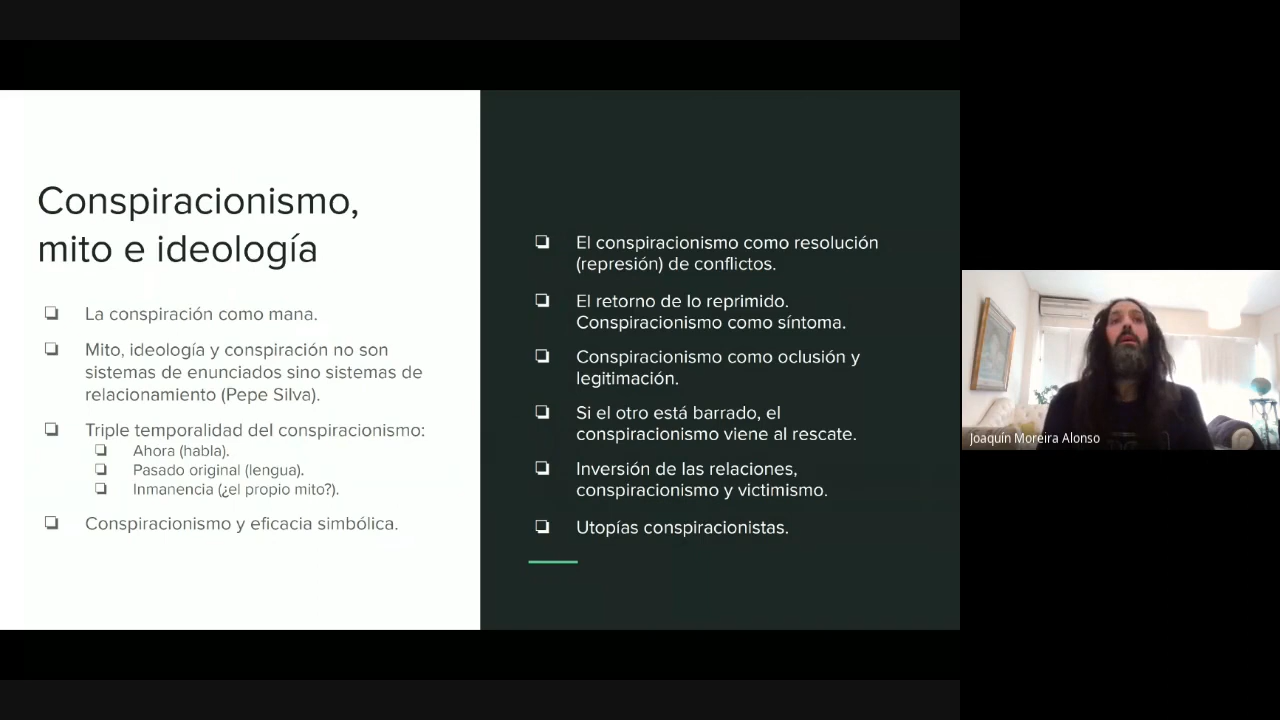 Conspiracionismo,
mito e ideología
❏ La conspiración como mana.
❏ Mito, ideología y conspiración no son
sistemas de enunciados sino sistemas de
relacionamiento (Pepe Silva).
❏ Triple temporalidad del conspiracionismo:
❏ Ahora (habla).
❏ Pasado original (lengua).
❏ Inmanencia (¿el propio mito?).
❏ Conspiracionismo y eficacia simbólica.
❏ El conspiracionismo como resolución
(represión) de conflictos.
❏ El retorno de lo reprimido.
Conspiracionismo como síntoma.
❏ Conspiracionismo como oclusión y
legitimación.
❏ Si el otro está barrado, el
conspiracionismo viene al rescate.
❏ Inversión de las relaciones,
conspiracionismo y victimismo.
❏ Utopías conspiracionistas.
Joaquín Moreira Alonso